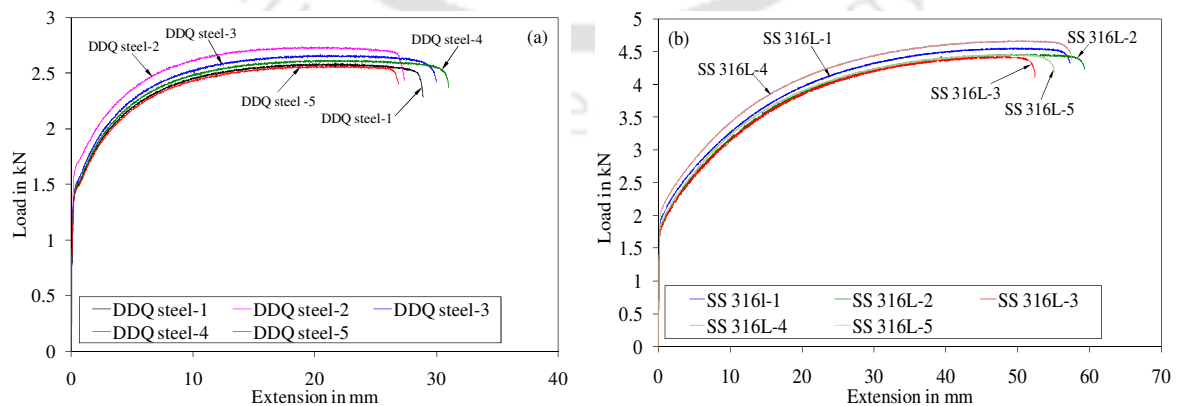 3
2.5
2
1.5
1
0.5
0
0
10
20
30
40
Load in kN
Extension in mm
(a)
DDQ steel-2
DDQ steel-3
DDQ steel-4
DDQ steel -5
DDQ steel-1
DDQ steel-1 DDQ steel-2 DDQ steel-3
DDQ steel-4 DDQ steel-5
5
4.5
4
3.5
3
2.5
2
1.5
1
0.5
0
0
10
20
30
40
50
60
70
Load in kN
Extension in mm
(b)
SS 316L-1
SS 316L-4
SS 316L-2
SS 316L-3
SS 316L-5
SS 316l-1 SS 316L-2 SS 316L-3
SS 316L-4 SS 316L-5